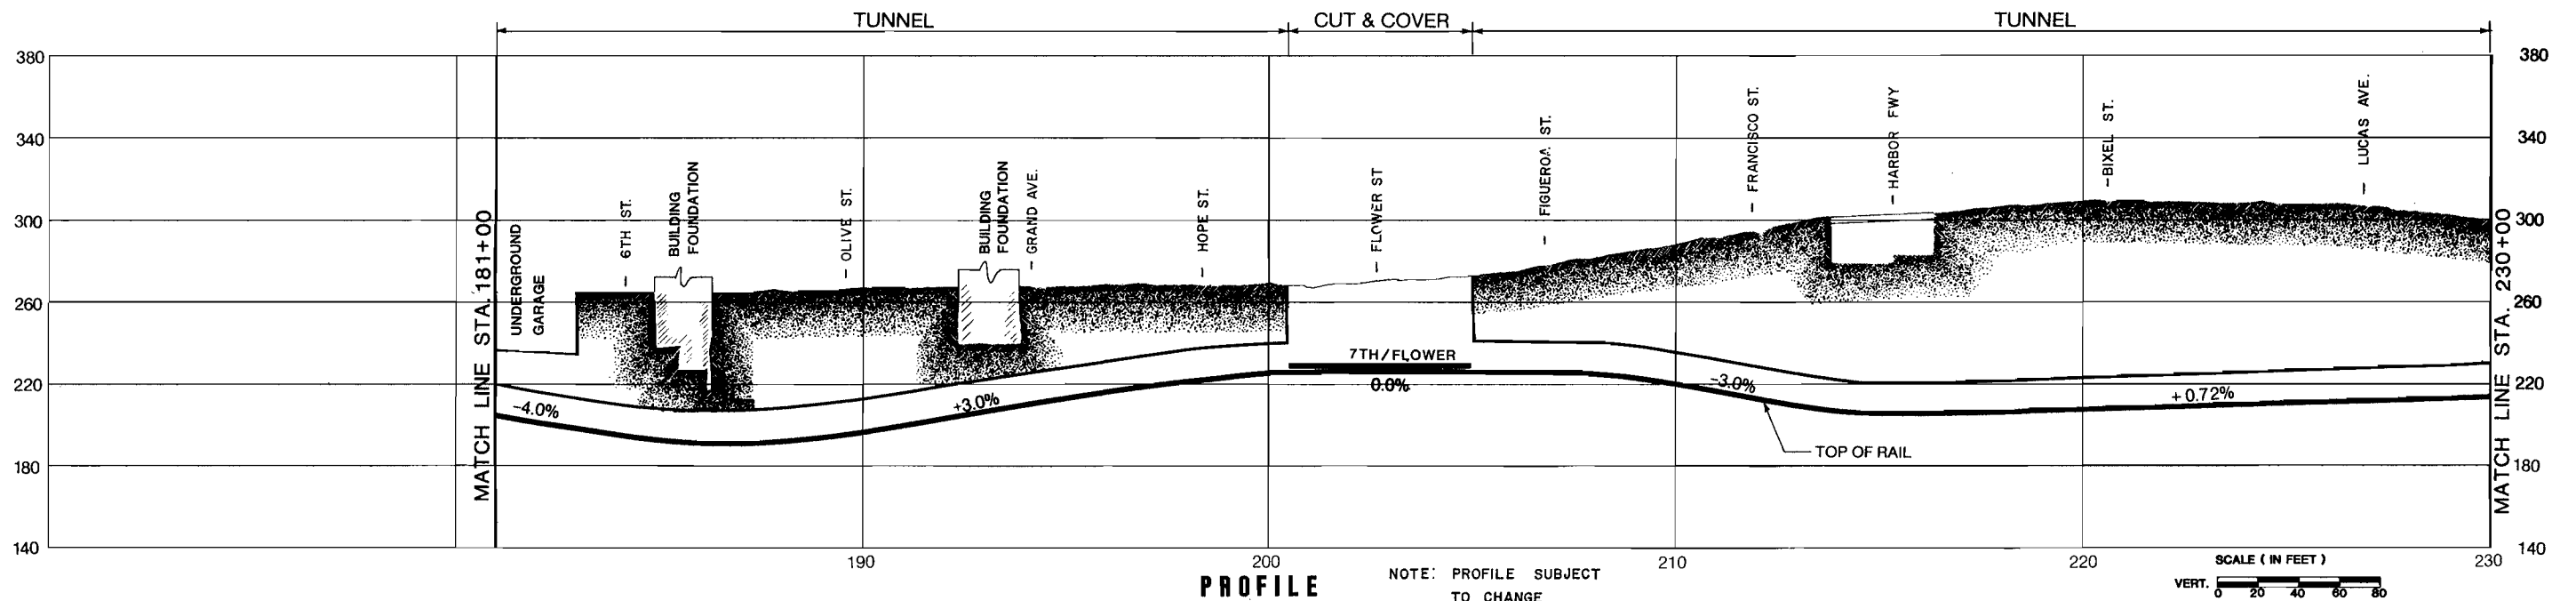 TUNNEL
CUT & COVER
TUNNEL
380
380
340
340
300
300
260
260
220
220
180
180
140
140
MATCH LINE STA. 181+00
UNDERGROUND
GARAGE
– 6TH ST.
BUILDING
FOUNDATION
– OLIVE ST.
BUILDING
FOUNDATION
– GRAND AVE.
– HOPE ST.
– FLOWER ST
– FIGUEROA ST.
– FRANCISCO ST.
– HARBOR FWY
– BIXEL ST.
– LUCAS AVE.
MATCH LINE STA. 230+00
7TH/FLOWER
-4.0%
+3.0%
0.0%
-3.0%
+ 0.72%
TOP OF RAIL
190
200
210
220
230
PROFILE
NOTE: PROFILE SUBJECT
TO CHANGE
SCALE ( IN FEET )
VERT.
0 20 40 60 80